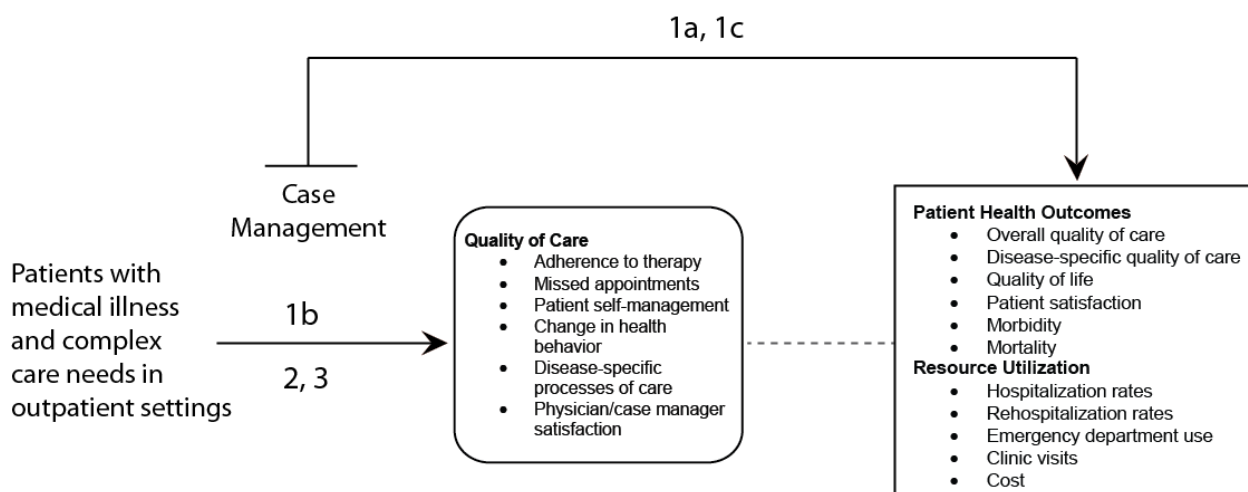 1a, 1c
Case
Management
Patients with
medical illness
and complex
care needs in
outpatient settings
1b
2, 3
Quality of Care
• Adherence to therapy
• Missed appointments
• Patient self-management
• Change in health
behavior
• Disease-specific
processes of care
• Physician/case manager
satisfaction
Patient Health Outcomes
• Overall quality of care
• Disease-specific quality of care
• Quality of life
• Patient satisfaction
• Morbidity
• Mortality
Resource Utilization
• Hospitalization rates
• Rehospitalization rates
• Emergency department use
• Clinic visits
• Cost